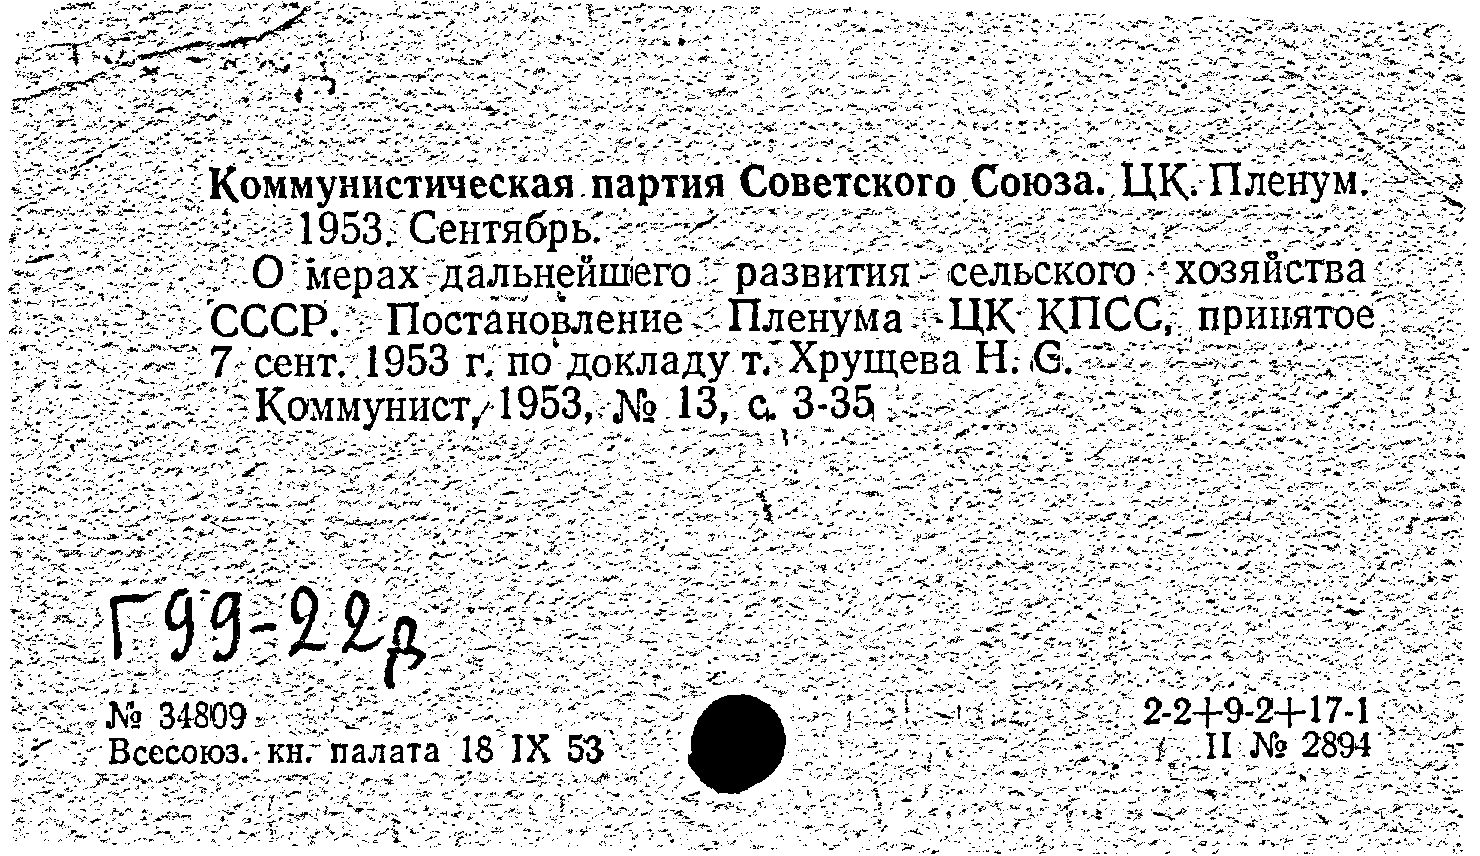 Коммунистическая партия Советского Союза. ЦК. Пленум.
1953. Сентябрь.
О мерах дальнейшего развития сельского хозяйства
СССР. Постановление Пленума ЦК КПСС, принятое
7 сент. 1953 г. по докладу т. Хрущева Н. С.
Коммунист, 1953, № 13, с. 3-35
Г99-22д
№ 34809
Всесоюз. кн. палата 18 IX 53
2-2+9-2+17-1
II № 2894